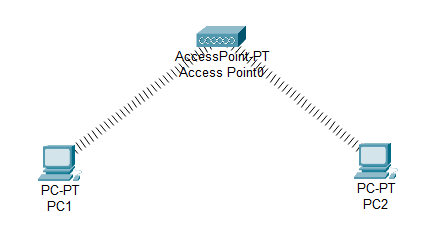 AccessPoint-PT
Access Point0
PC-PT
PC1
PC-PT
PC2